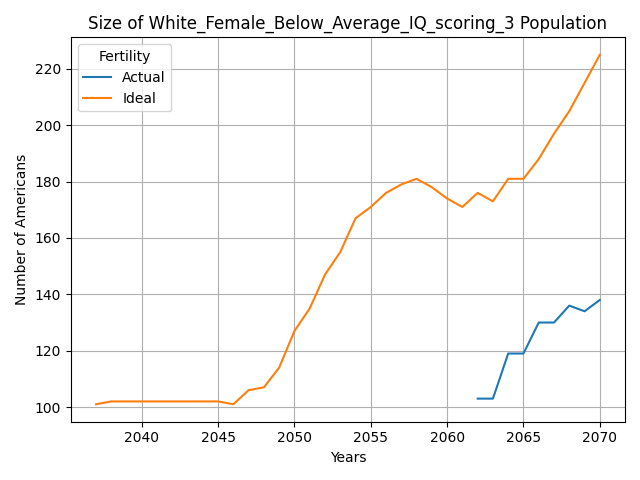 Size of White_Female_Below_Average_IQ_scoring_3 Population
Fertility
Actual
Ideal
Number of Americans
220
200
180
160
140
120
100
2040 2045 2050 2055 2060 2065 2070
Years